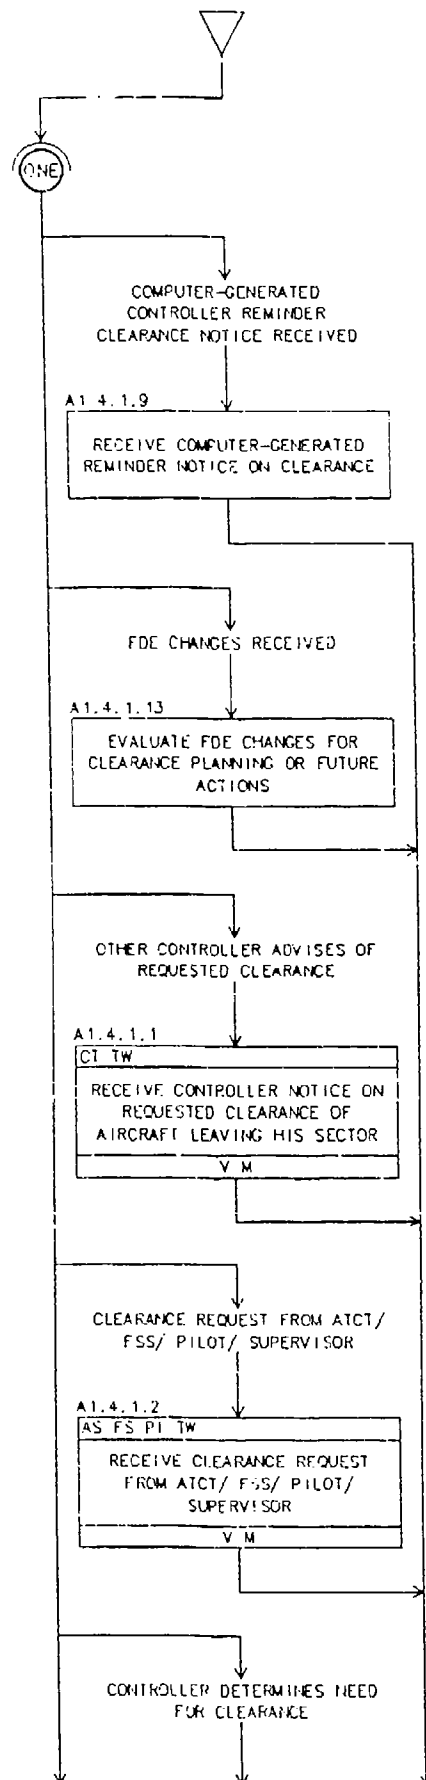 ONE
COMPUTER-GENERATED
CONTROLLER REMINDER
CLEARANCE NOTICE RECEIVED
A1.4.1.9
RECEIVE COMPUTER-GENERATED
REMINDER NOTICE ON CLEARANCE
FDE CHANGES RECEIVED
A1.4.1.13
EVALUATE FDE CHANGES FOR
CLEARANCE PLANNING OR FUTURE
ACTIONS
OTHER CONTROLLER ADVISES OF
REQUESTED CLEARANCE
A1.4.1.1
CT TW
RECEIVE CONTROLLER NOTICE ON
REQUESTED CLEARANCE OF
AIRCRAFT LEAVING HIS SECTOR
V M
CLEARANCE REQUEST FROM ATCT/
FSS/ PILOT/ SUPERVISOR
A1.4.1.2
AS FS PI TW
RECEIVE CLEARANCE REQUEST
FROM ATCT/ FSS/ PILOT/
SUPERVISOR
V M
CONTROLLER DETERMINES NEED
FOR CLEARANCE